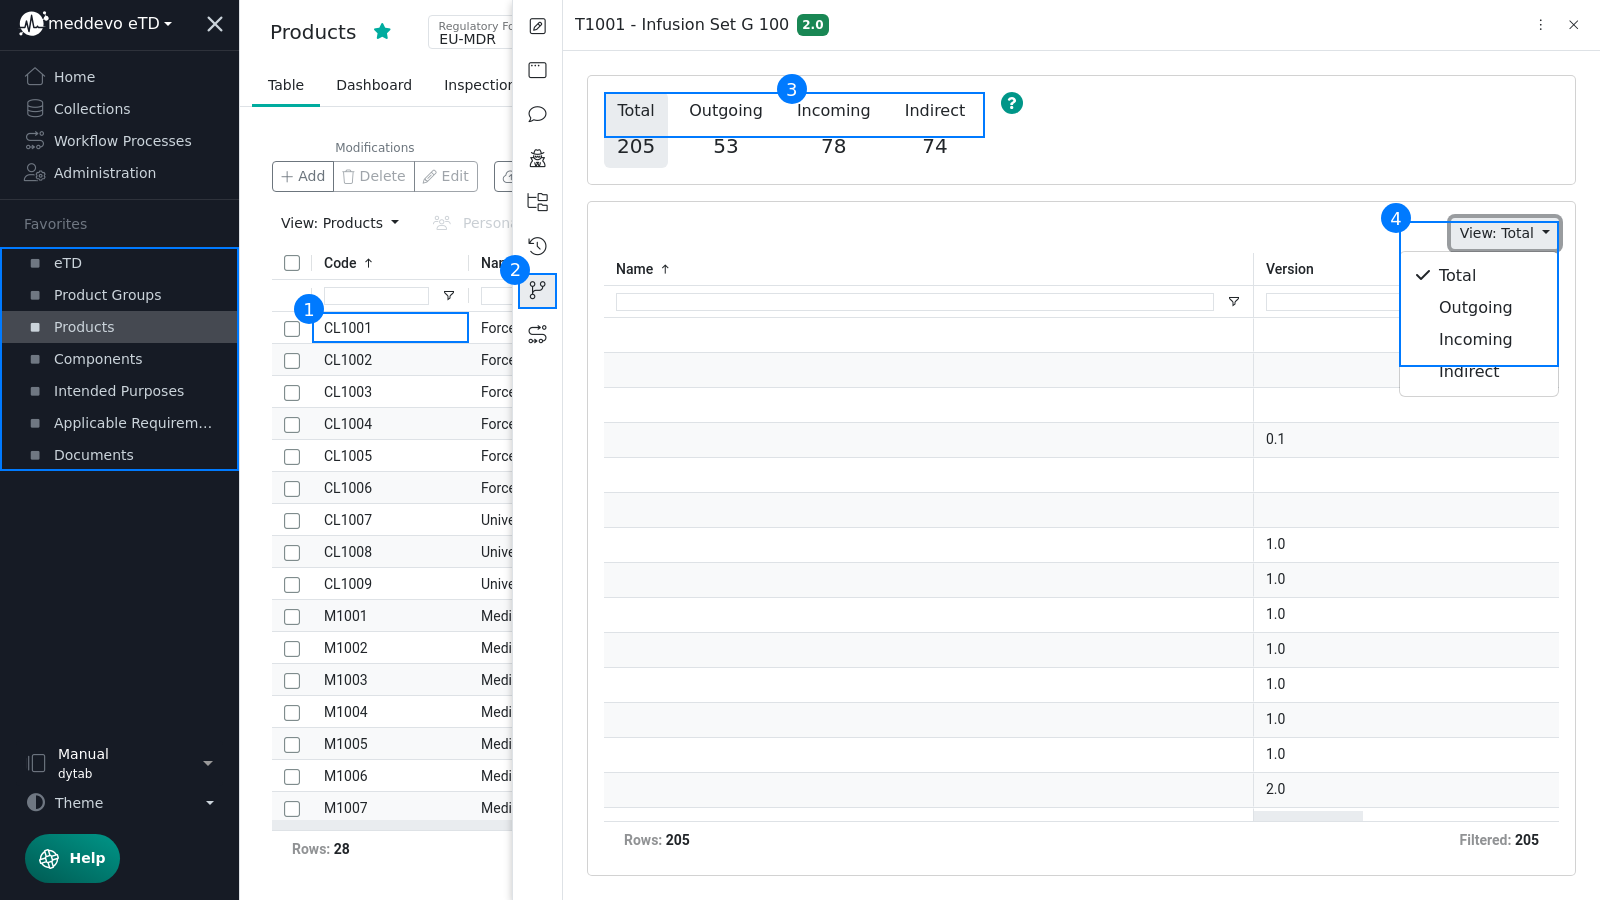 meddevo eTD
Home
Collections
Workflow Processes
Administration
Favorites
eTD
Product Groups
Products
Components
Intended Purposes
Applicable Requirem...
Documents
Manual
dytab
Theme
Help
Products
Regulatory Fo
EU-MDR
Table Dashboard Inspection
Modifications
Add Delete Edit
View: Products Persona
Code Nam
1
CL1001 Force
CL1002 Force
CL1003 Force
CL1004 Force
CL1005 Force
CL1006 Force
CL1007 Unive
CL1008 Unive
CL1009 Unive
M1001 Medi
M1002 Medi
M1003 Medi
M1004 Medi
M1005 Medi
M1006 Medi
M1007 Medi
Rows: 28
2
T1001 - Infusion Set G 100 2.0
3
Total Outgoing Incoming Indirect ?
205 53 78 74
4
View: Total
Total
Outgoing
Incoming
Indirect
Name Version
0.1
1.0
1.0
1.0
1.0
1.0
1.0
1.0
2.0
Rows: 205 Filtered: 205